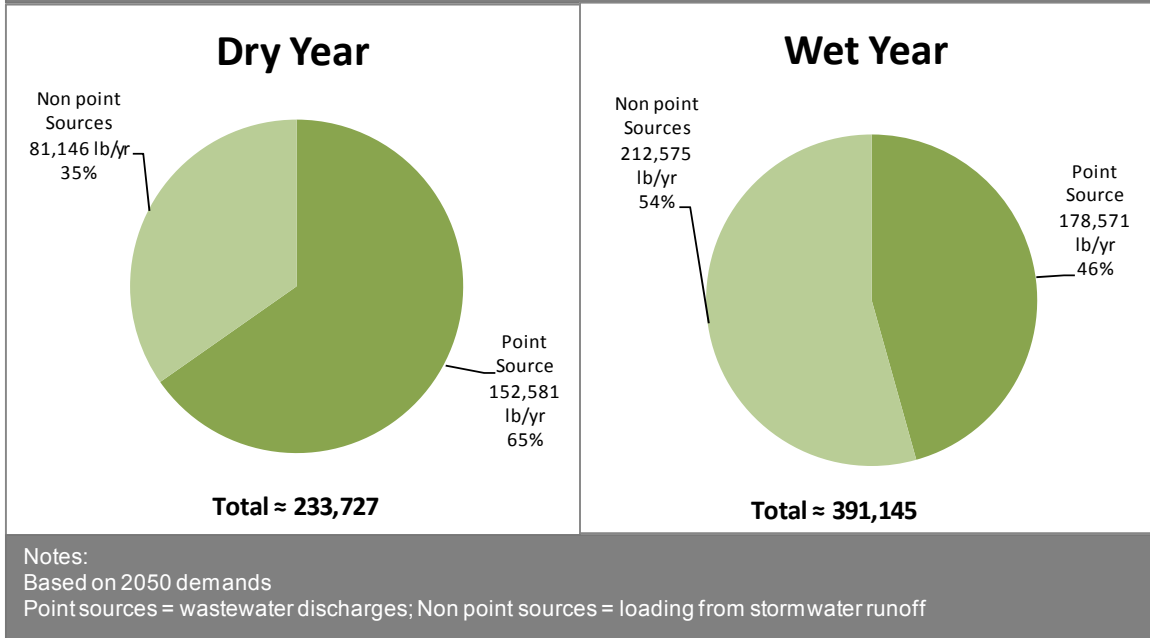 Dry Year
Non point
Sources
81,146 lb/yr
35%
Point
Source
152,581
lb/yr
65%
Total ≈ 233,727
Wet Year
Non point
Sources
212,575
lb/yr
54%
Point
Source
178,571
lb/yr
46%
Total ≈ 391,145
Notes:
Based on 2050 demands
Point sources = wastewater discharges; Non point sources = loading from stormwater runoff